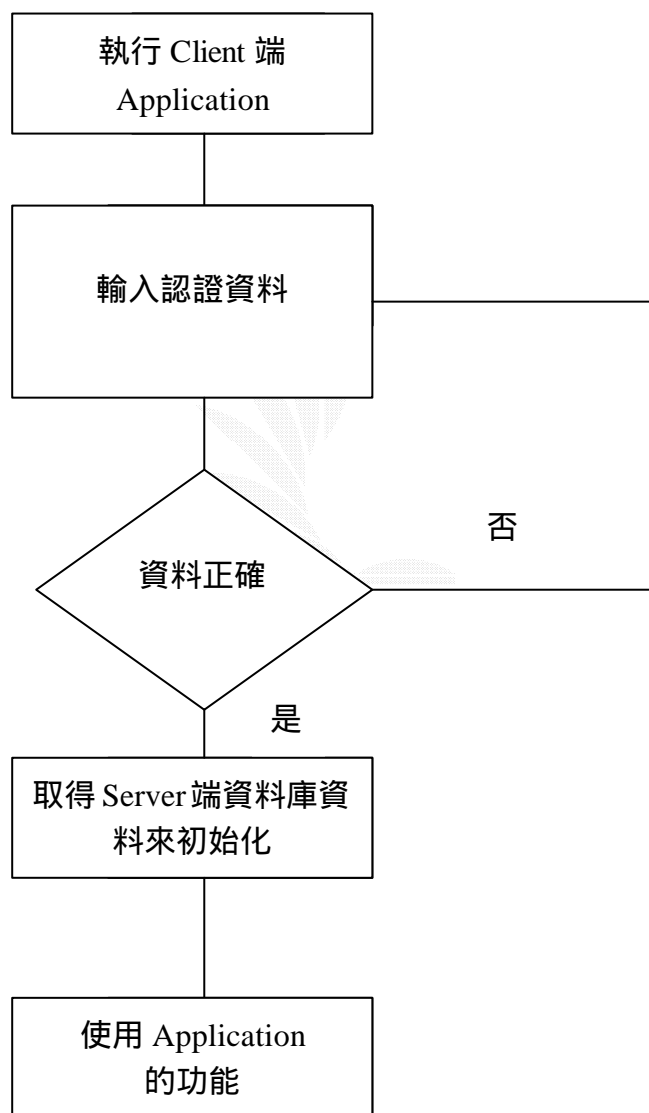 執行 Client 端
Application
輸入認證資料
資料正確
否
是
取得 Server 端資料庫資
料來初始化
使用 Application
的功能